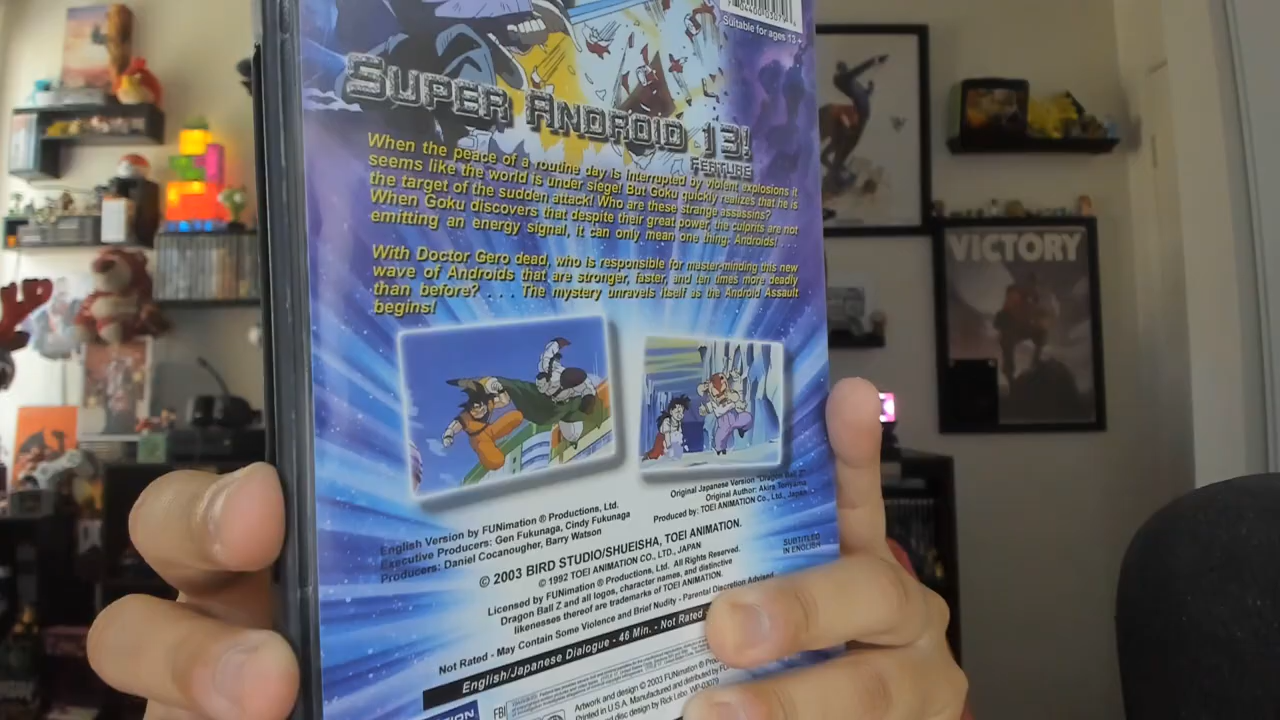 Suitable for ages 13+
SUPER ANDROID 13!
FEATURE
When the peace of a routine day is interrupted by violent explosions it
seems like the world is under siege! But Goku quickly realizes that he is
the target of the sudden attack! Who are these strange assassins?
When Goku discovers that despite their great power, the culprits are not
emitting an energy signal, it can only mean one thing; Androids! . . .
With Doctor Gero dead, who is responsible for master-minding this new
wave of Androids that are stronger, faster, and ten times more deadly
than before? . . . The mystery unravels itself as the Android Assault
begins!
VICTORY
Original Japanese Version "Dragon Ball Z"
Original Author: Akira Toriyama
Produced by: TOEI ANIMATION Co., Ltd., Japan
English Version by FUNimation ® Productions, Ltd.
Executive Producers: Gen Fukunaga, Cindy Fukunaga
Producers: Daniel Cocanougher, Barry Watson
SUBTITLED
IN ENGLISH
© 2003 BIRD STUDIO/SHUEISHA, TOEI ANIMATION.
© 1992 TOEI ANIMATION CO., LTD., JAPAN
Licensed by FUNimation ® Productions, Ltd. All Rights Reserved.
Dragon Ball Z and all logos, character names, and distinctive
likenesses thereof are trademarks of TOEI ANIMATION.
Not Rated - May Contain Some Violence and Brief Nudity - Parental Discretion Advised
English/Japanese Dialogue - 46 Min. - Not Rated
FBI
Artwork and design © 2003 FUNimation ® Pro
Printed in U.S.A. Manufactured and distributed by
disc design by Rick Labo. WP-03079